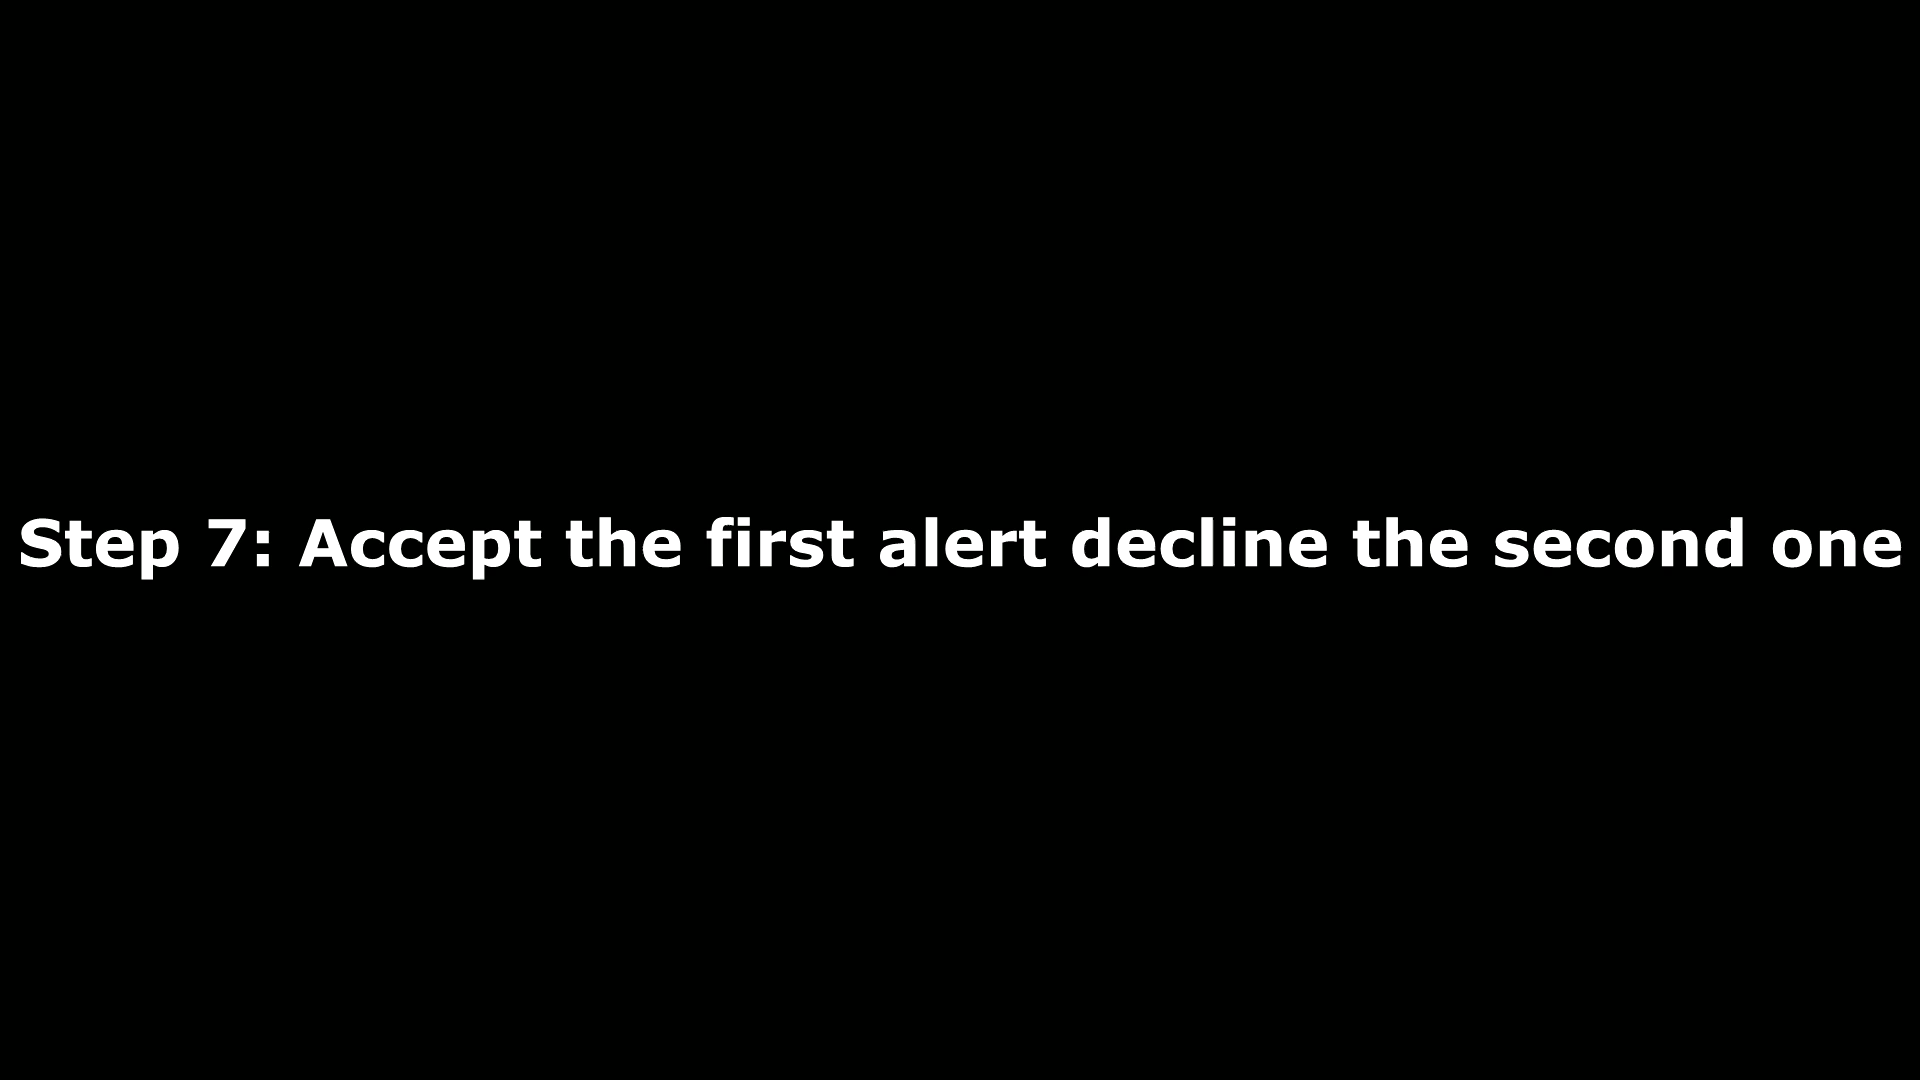 Step 7: Accept the first alert decline the second one